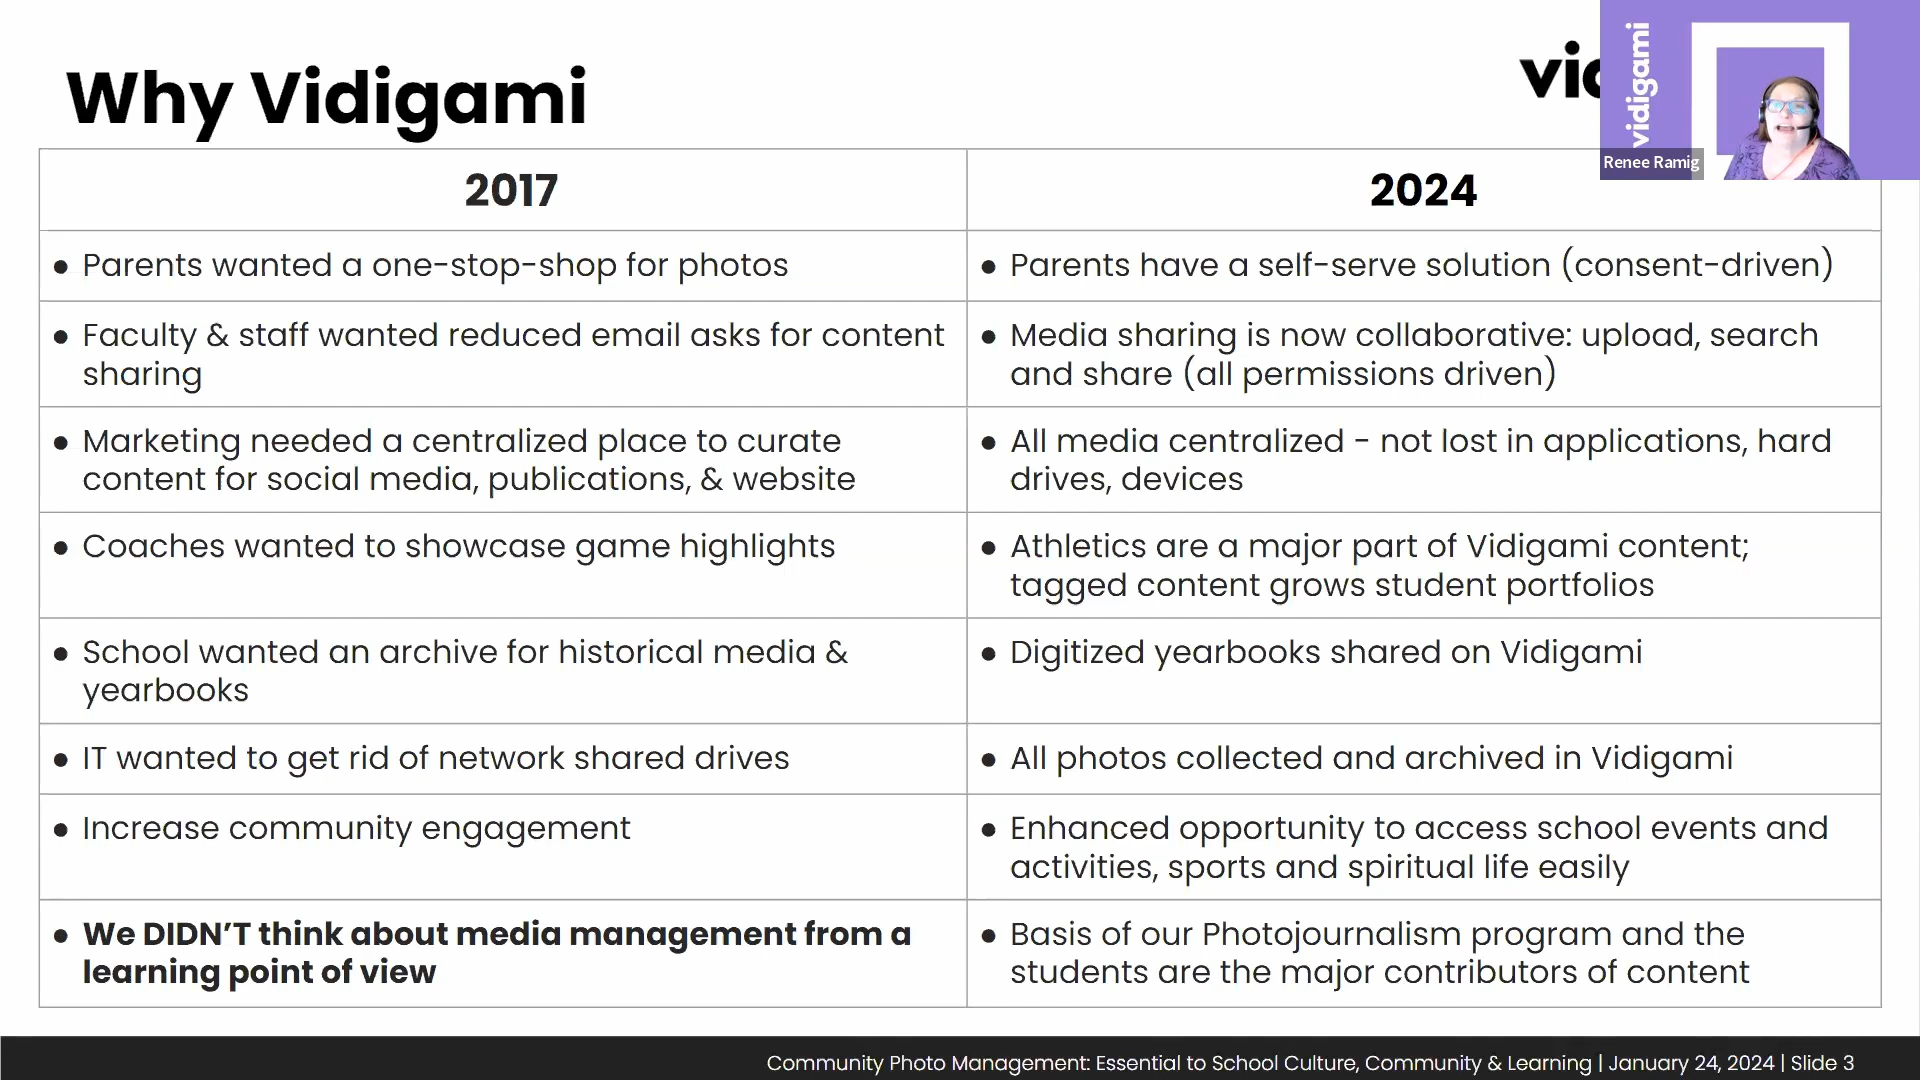 Why Vidigami
vidigami
Renee Ramig
2017
2024
● Parents wanted a one-stop-shop for photos
● Parents have a self-serve solution (consent-driven)
● Faculty & staff wanted reduced email asks for content
sharing
● Media sharing is now collaborative: upload, search
and share (all permissions driven)
● Marketing needed a centralized place to curate
content for social media, publications, & website
● All media centralized - not lost in applications, hard
drives, devices
● Coaches wanted to showcase game highlights
● Athletics are a major part of Vidigami content;
tagged content grows student portfolios
● School wanted an archive for historical media &
yearbooks
● Digitized yearbooks shared on Vidigami
● IT wanted to get rid of network shared drives
● All photos collected and archived in Vidigami
● Increase community engagement
● Enhanced opportunity to access school events and
activities, sports and spiritual life easily
● We DIDN'T think about media management from a
learning point of view
● Basis of our Photojournalism program and the
students are the major contributors of content
Community Photo Management: Essential to School Culture, Community & Learning | January 24, 2024 | Slide 3